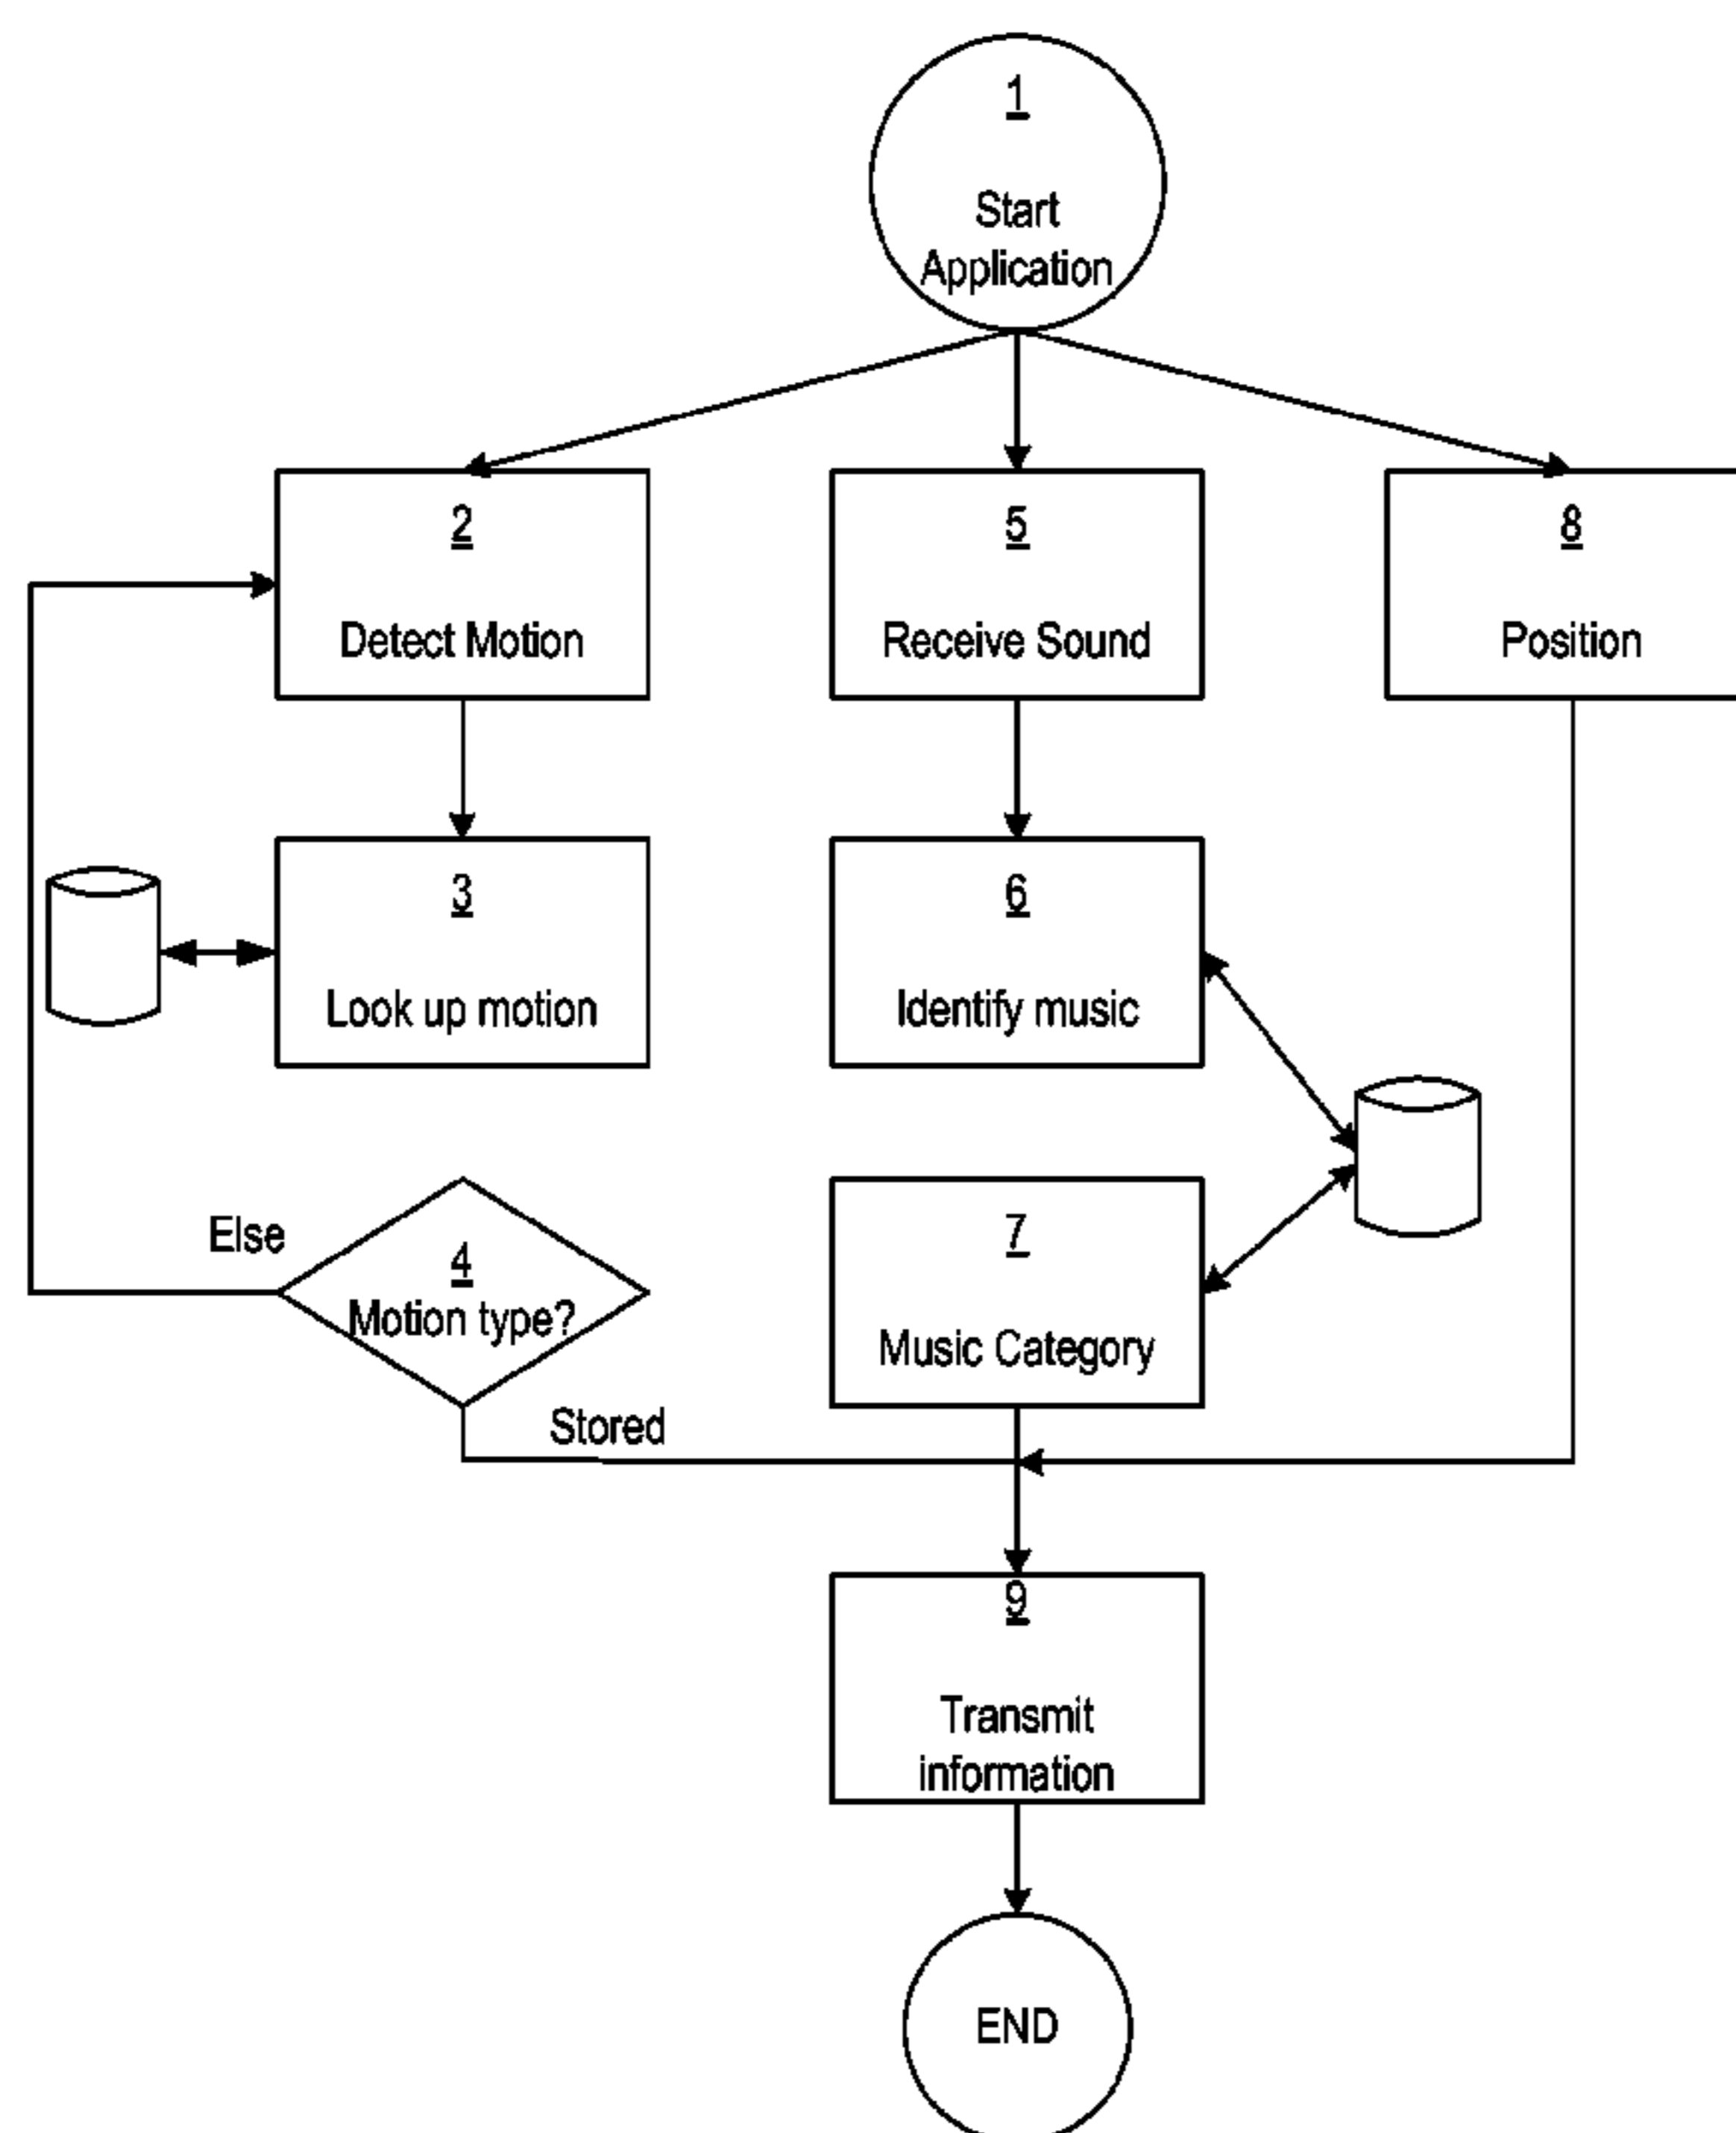 1
Start
Application
2
Detect Motion
5
Receive Sound
8
Position
3
Look up motion
6
Identify music
Else
4
Motion type?
7
Music Category
Stored
9
Transmit
information
END